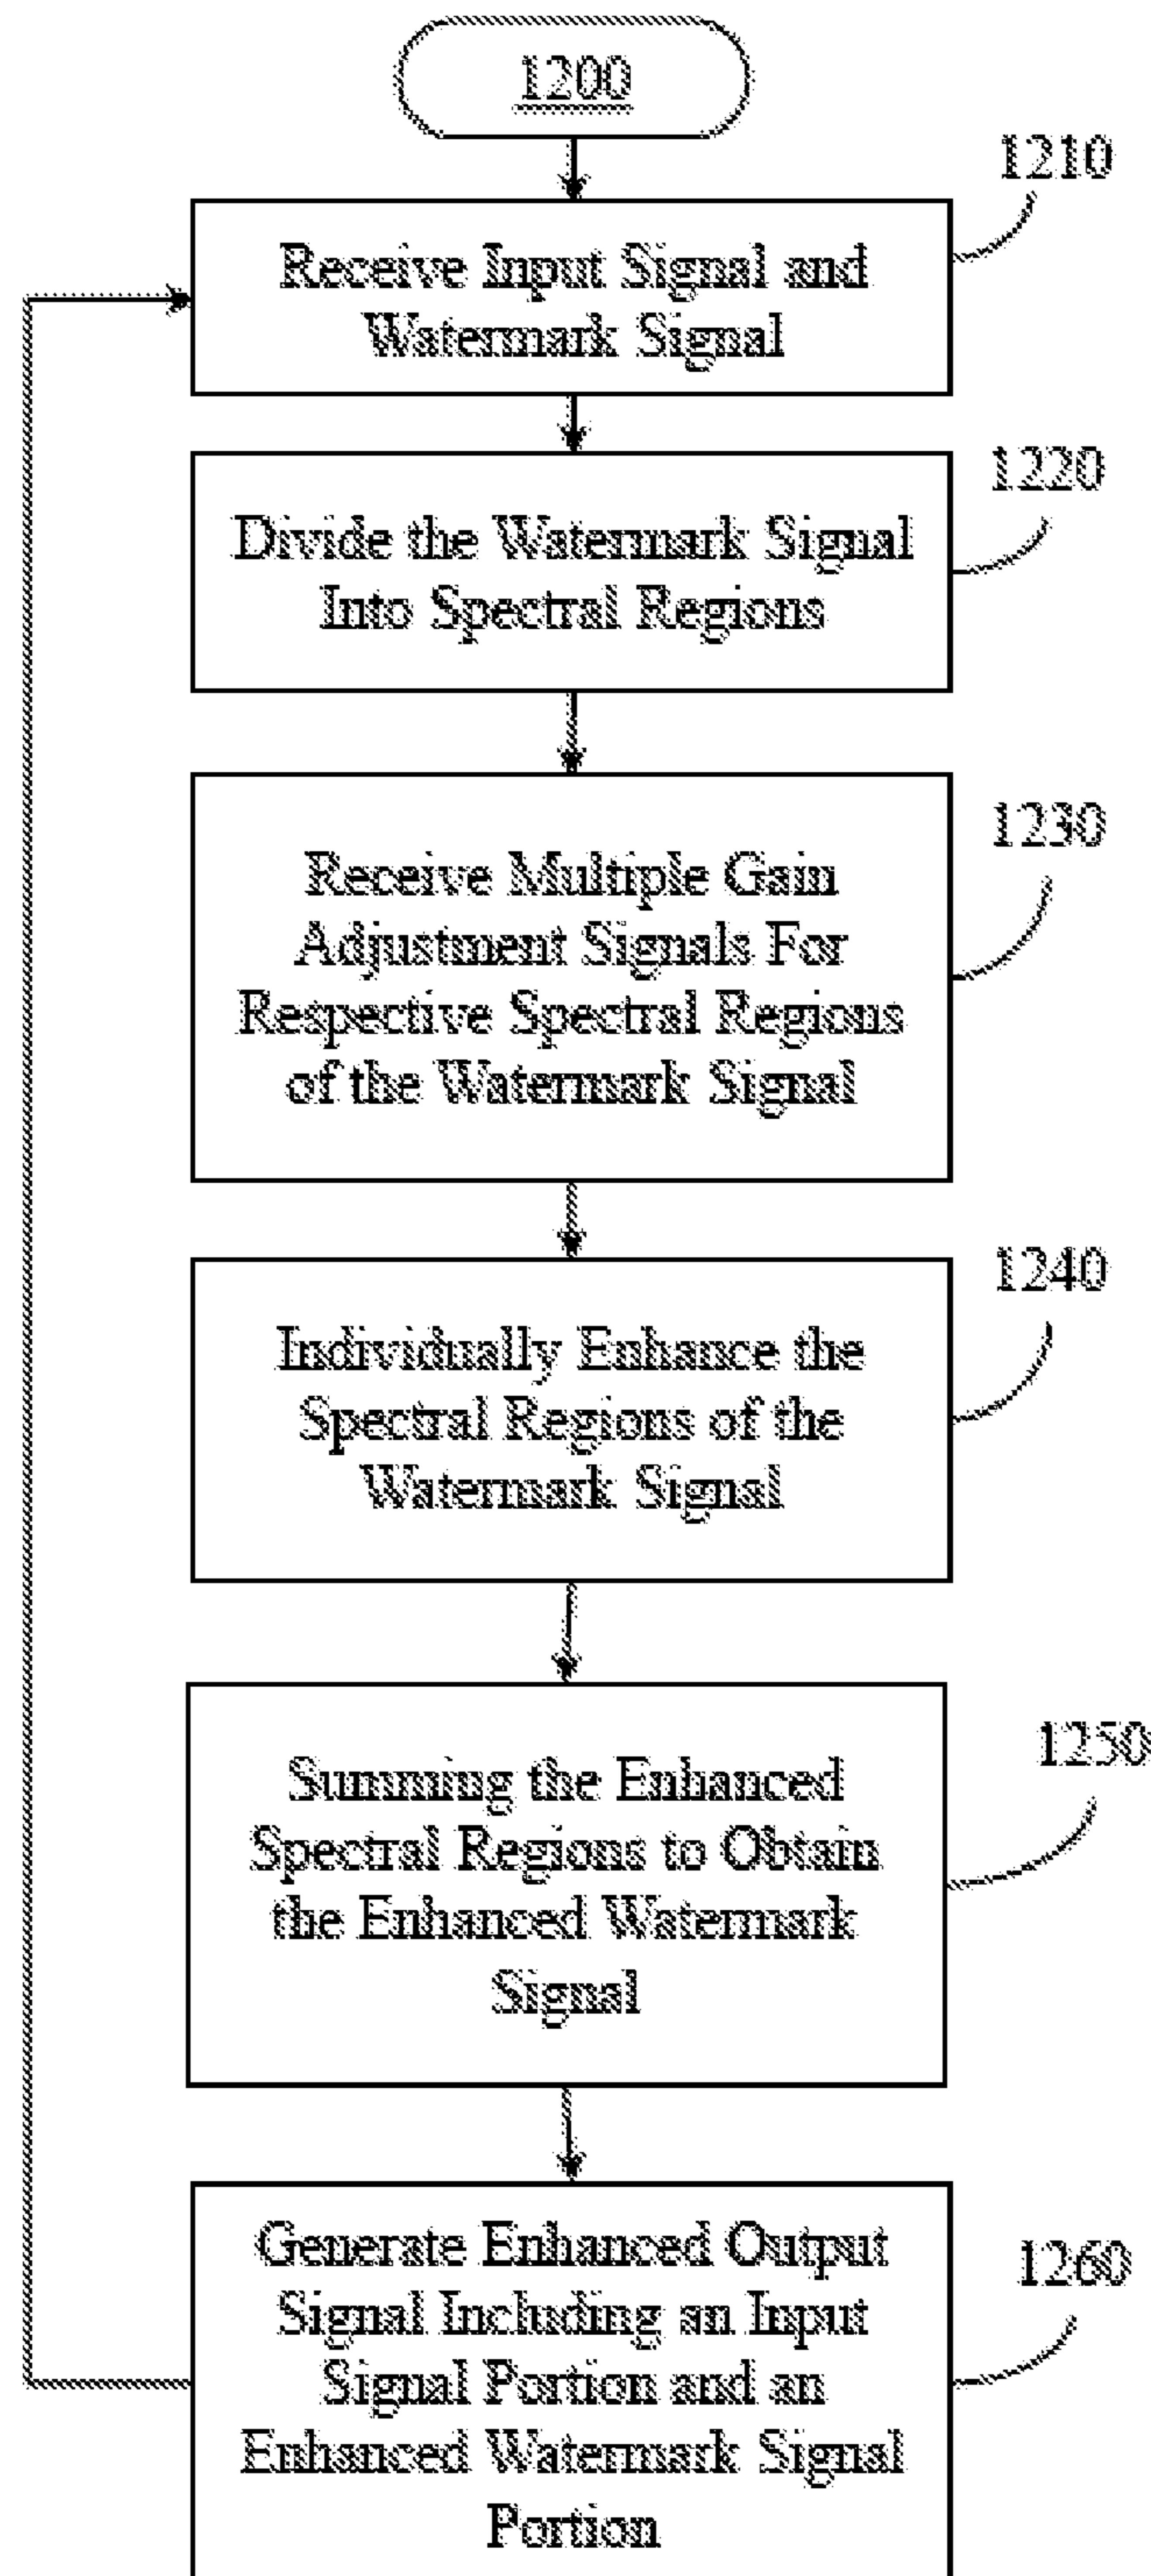 1200
1210
Receive Input Signal and
Watermark Signal
1220
Divide the Watermark Signal
Into Spectral Regions
1230
Receive Multiple Gain
Adjustment Signals For
Respective Spectral Regions
of the Watermark Signal
1240
Individually Enhance the
Spectral Regions of the
Watermark Signal
1250
Summing the Enhanced
Spectral Regions to Obtain
the Enhanced Watermark
Signal
1260
Generate Enhanced Output
Signal Including an Input
Signal Portion and an
Enhanced Watermark Signal
Portion